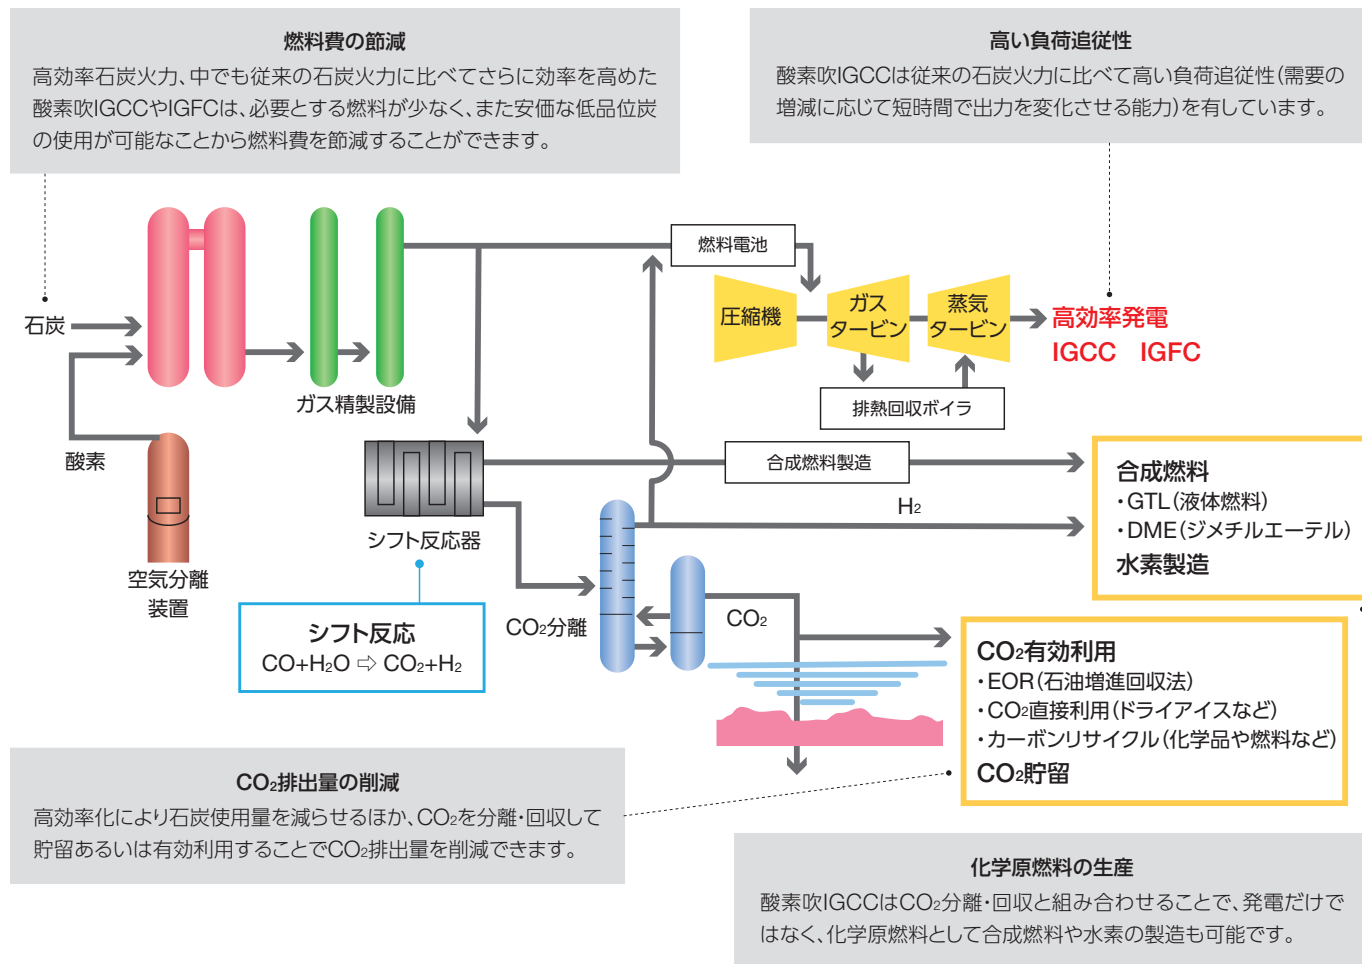 燃料費の節減
高効率石炭火力、中でも従来の石炭火力に比べてさらに効率を高めた
酸素吹IGCCやIGFCは、必要とする燃料が少なく、また安価な低品位炭
の使用が可能なことから燃料費を節減することができます。
高い負荷追従性
酸素吹IGCCは従来の石炭火力に比べて高い負荷追従性(需要の
増減に応じて短時間で出力を変化させる能力)を有しています。
燃料電池
石炭
圧縮機
ガス
タービン
蒸気
タービン
高効率発電
IGCC IGFC
ガス精製設備
排熱回収ボイラ
酸素
合成燃料製造
合成燃料
・GTL(液体燃料)
・DME(ジメチルエーテル)
水素製造
H₂
シフト反応器
空気分離
装置
シフト反応
CO+H₂O ⇨ CO₂+H₂
CO₂分離
CO₂
CO₂有効利用
・EOR(石油増進回収法)
・CO₂直接利用(ドライアイスなど)
・カーボンリサイクル(化学品や燃料など)
CO₂貯留
CO₂排出量の削減
高効率化により石炭使用量を減らせるほか、CO₂を分離・回収して
貯留あるいは有効利用することでCO₂排出量を削減できます。
化学原燃料の生産
酸素吹IGCCはCO₂分離・回収と組み合わせることで、発電だけで
はなく、化学原燃料として合成燃料や水素の製造も可能です。